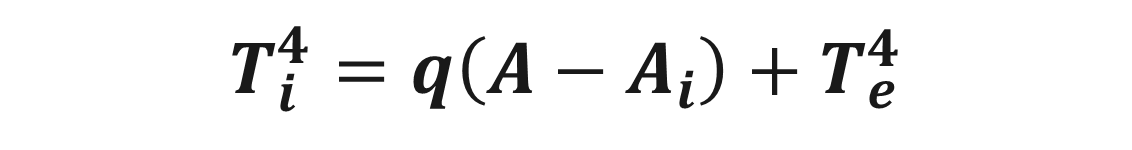 $T_i^4 = q(A - A_i) + T_e^4$